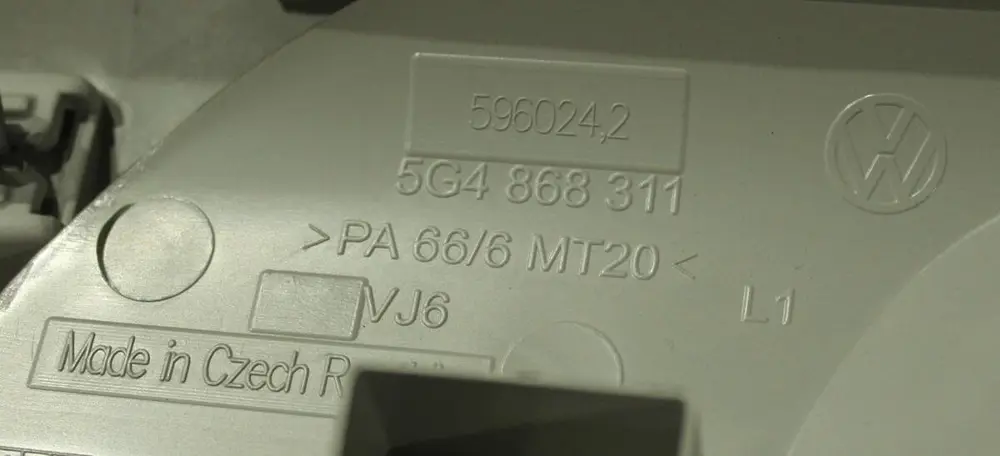 596024,2
5G4 868 311
>PA 66/6 MT20<
L1
VJ6
Made in Czech